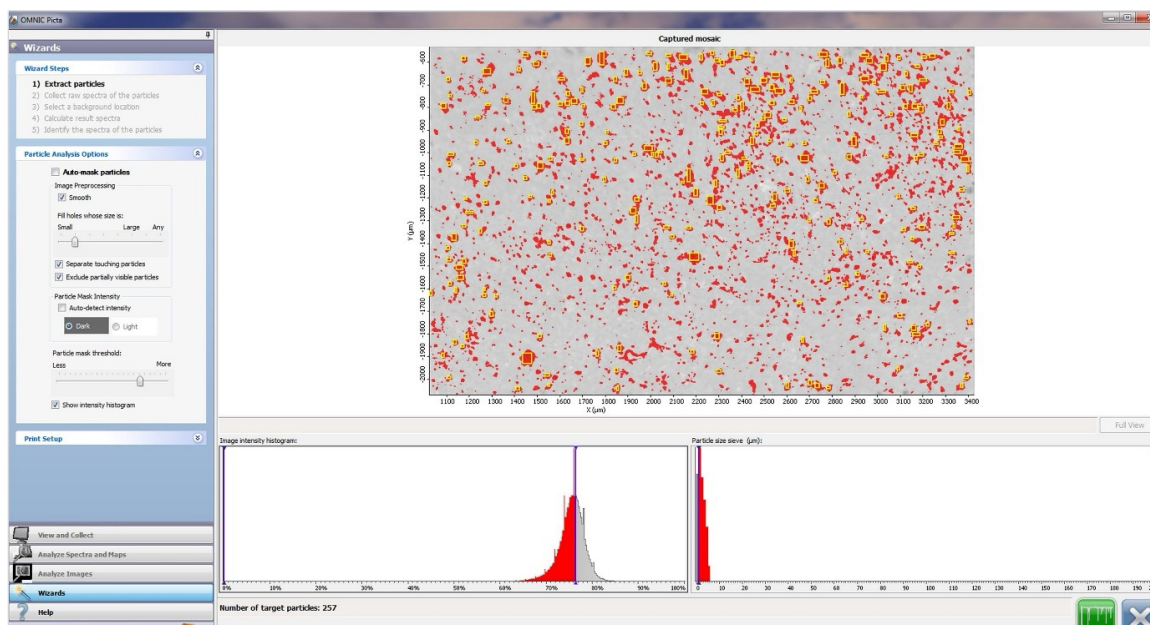 OMNIC Picta
Wizards
Wizard Steps
1) Extract particles
2) Collect raw spectra of the particles
3) Select a background location
4) Calculate result spectra
5) Identify the spectra of the particles
Particle Analysis Options
Auto-mask particles
Image Preprocessing
Smooth
Fill holes whose size is:
Small Large Any
Separate touching particles
Exclude partially visible particles
Particle Mask Intensity
Auto-detect intensity
Dark Light
Particle mask threshold:
Less More
Show intensity histogram
Print Setup
View and Collect
Analyze Spectra and Maps
Analyze Images
Wizards
Help
Captured mosaic
-600
-700
-800
-900
-1000
-1100
-1200
-1300
-1400
-1500
-1600
-1700
-1800
-1900
-2000
Y (µm)
1100 1200 1300 1400 1500 1600 1700 1800 1900 2000 2100 2200 2300 2400 2500 2600 2700 2800 2900 3000 3100 3200 3300 3400
X (µm)
Full View
Image intensity histogram:
0% 10% 20% 30% 40% 50% 60% 70% 80% 90% 100%
Particle size sieve (µm):
0 10 20 30 40 50 60 70 80 90 100 110 120 130 140 150 160 170 180 190
Number of target particles: 257